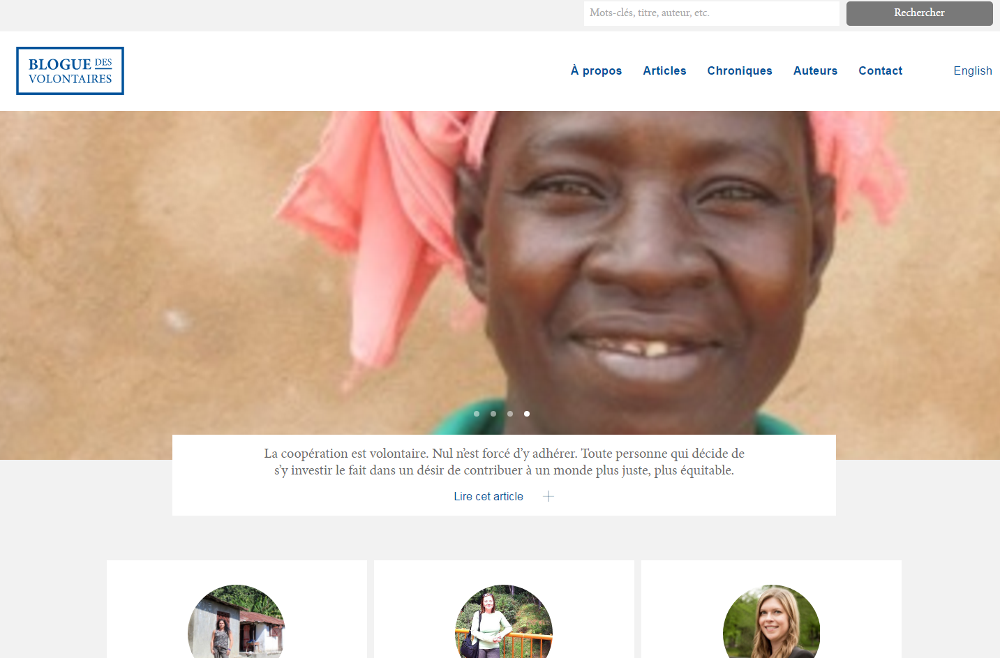 Mots-clés, titre, auteur, etc.
Rechercher
BLOGUE DES
VOLONTAIRES
À propos
Articles
Chroniques
Auteurs
Contact
English
La coopération est volontaire. Nul n’est forcé d’y adhérer. Toute personne qui décide de
s’y investir le fait dans un désir de contribuer à un monde plus juste, plus équitable.
Lire cet article